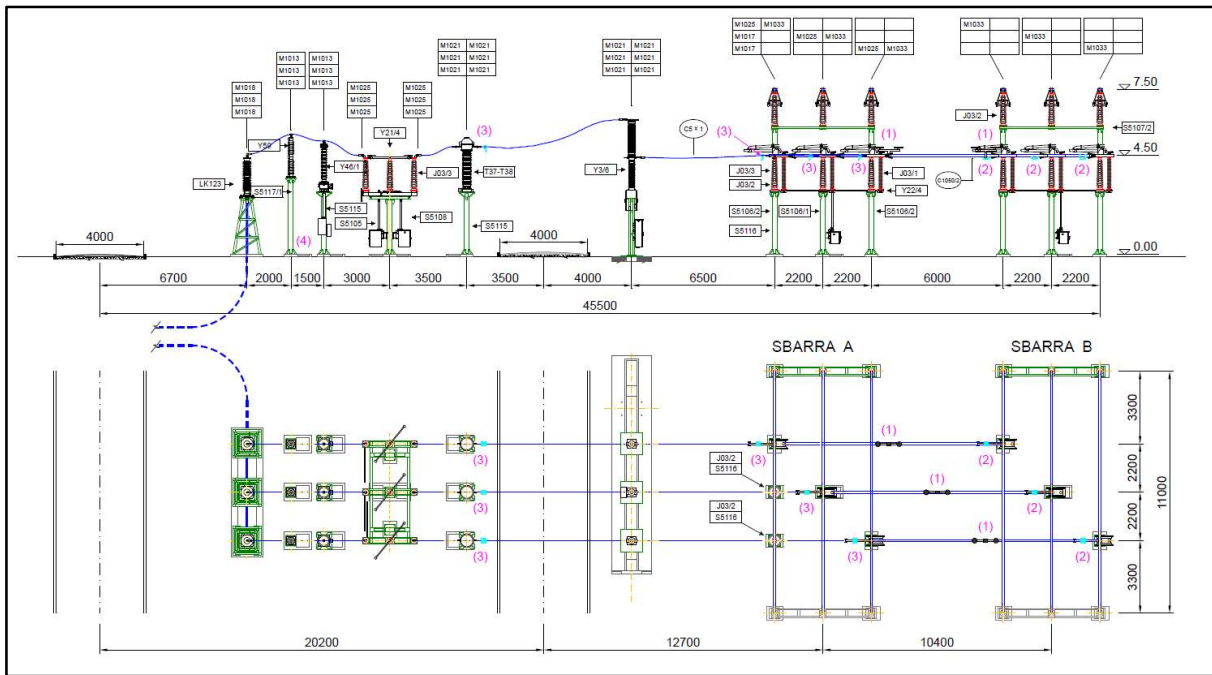 M1025 M1033
M1017
M1017
M1025 M1033
M1025 M1033
M1033
M1033
M1033
M1021 M1021
M1021 M1021
M1021 M1021
M1021 M1021
M1021 M1021
M1021 M1021
M1013
M1013
M1013
M1013
M1013
M1013
M1016
M1016
M1016
M1025
M1025
M1025
M1025
M1025
M1025
7.50
Y21/4
(3)
C5 x 1
(3)
(1)
J03/2
(1)
S5107/2
4.50
Y59
Y46/1
J03/3
T37-T38
Y3/6
(3)
(3)
J03/3
J03/1
(2)
(2)
(2)
LK123
S5117/1
J03/2
Y22/4
S5115
S5105
S5108
S5115
S5106/2
S5106/1
S5106/2
S5116
4000
(4)
4000
0.00
6700
2000
1500
3000
3500
3500
4000
6500
2200
2200
6000
2200
2200
45500
SBARRA A
SBARRA B
3300
(1)
(3)
(3)
(2)
J03/2
S5116
2200
(1)
11000
(3)
(3)
(2)
J03/2
S5116
2200
(1)
(3)
(3)
(2)
3300
20200
12700
10400